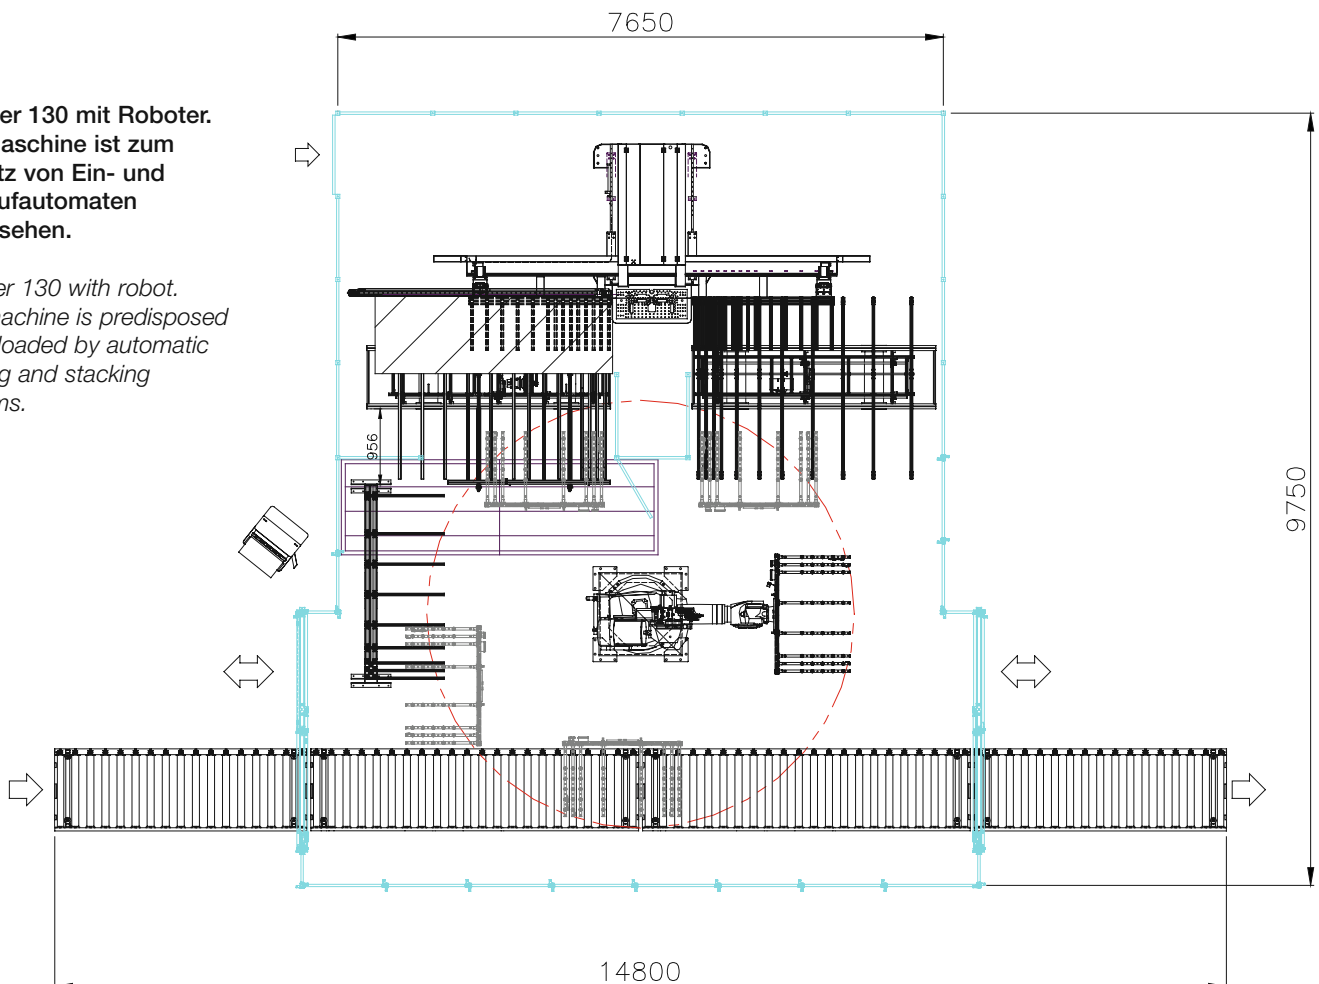 7650
er 130 mit Roboter.
aschine ist zum
tz von Ein- und
ufautomaten
sehen.
er 130 with robot.
achine is predisposed
loaded by automatic
g and stacking
ms.
956
9750
14800